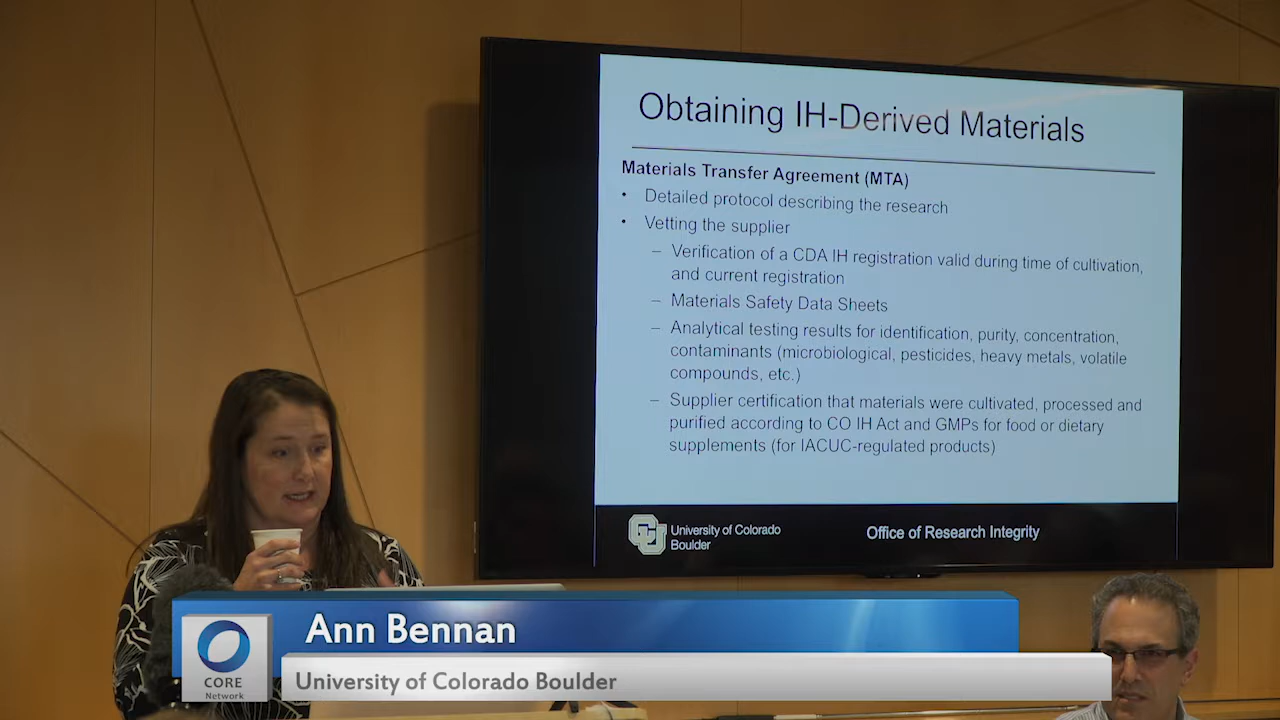 Obtaining IH-Derived Materials
Materials Transfer Agreement (MTA)
• Detailed protocol describing the research
• Vetting the supplier
– Verification of a CDA IH registration valid during time of cultivation,
and current registration
– Materials Safety Data Sheets
– Analytical testing results for identification, purity, concentration,
contaminants (microbiological, pesticides, heavy metals, volatile
compounds, etc.)
– Supplier certification that materials were cultivated, processed and
purified according to CO IH Act and GMPs for food or dietary
supplements (for IACUC-regulated products)
CU
University of Colorado
Boulder
Office of Research Integrity
Ann Bennan
University of Colorado Boulder
CORE
Network